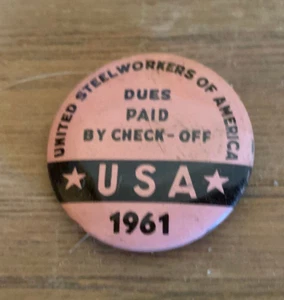 UNITED STEELWORKERS OF AMERICA
DUES
PAID
BY CHECK-OFF
★ USA ★
1961